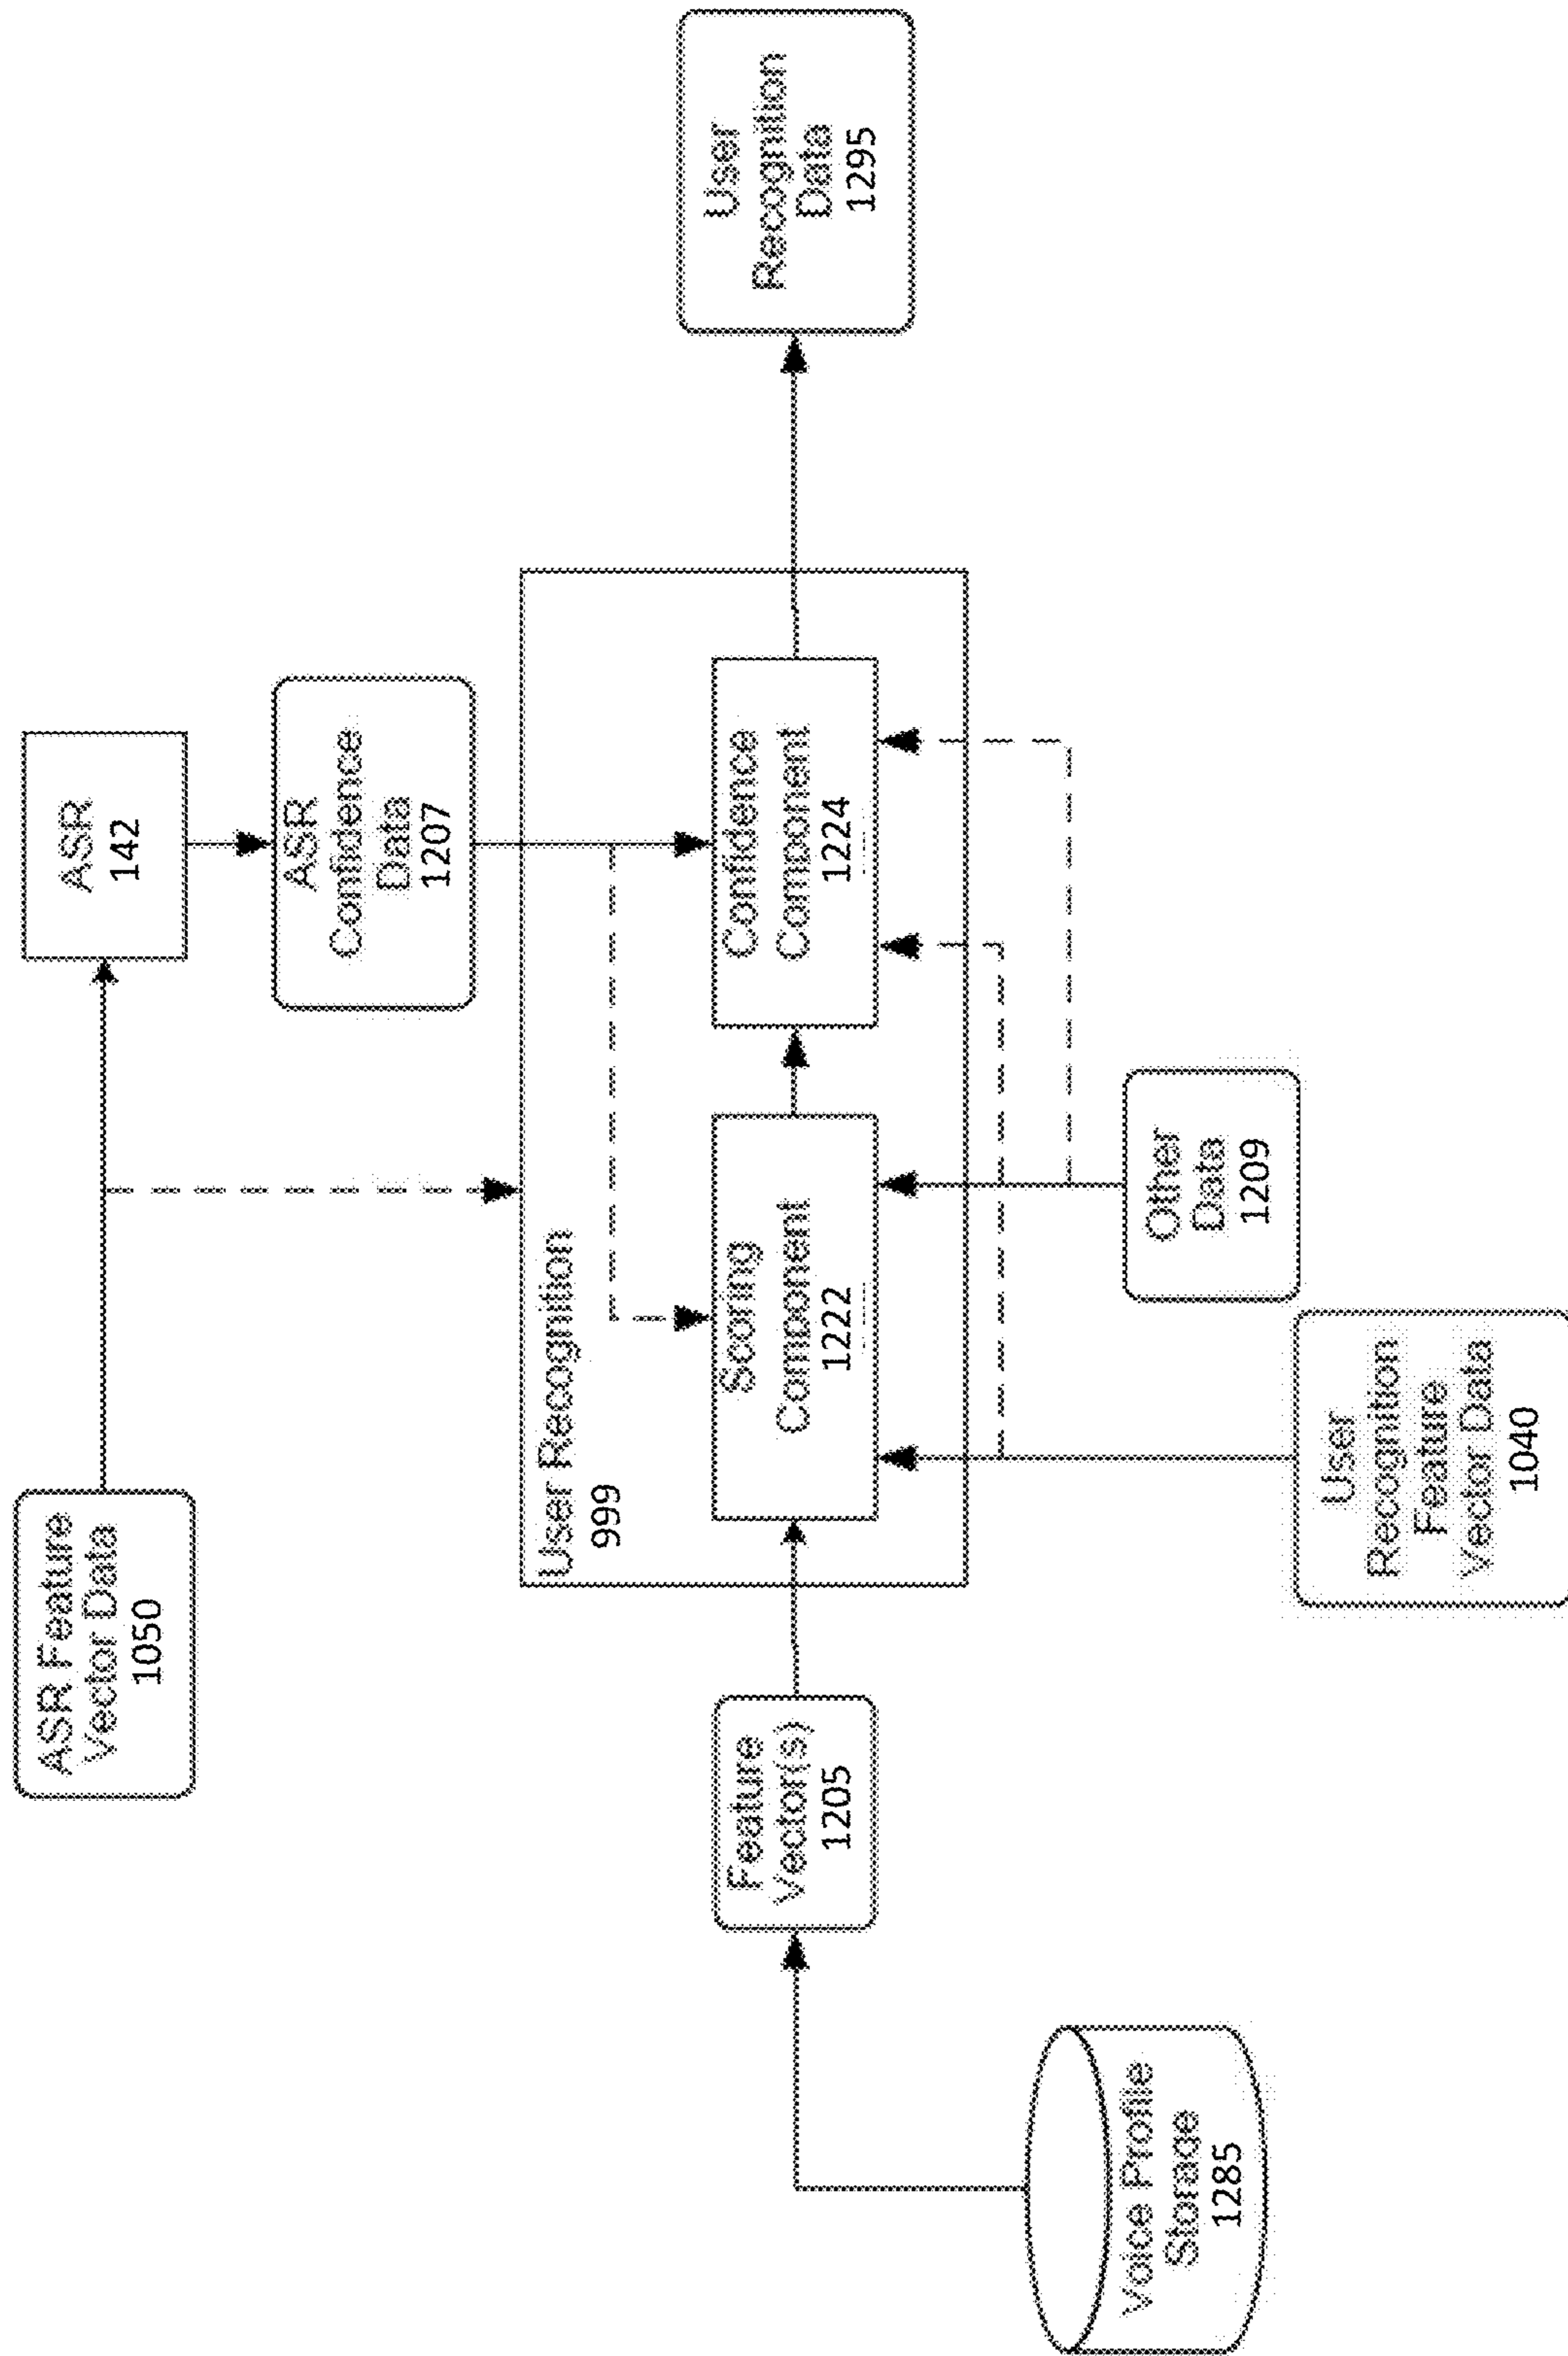 ASR Feature
Vector Data
1050
ASR
142
ASR
Confidence
Data
1207
User Recognition
999
Voice Profile
Storage
1285
Feature
Vector(s)
1205
Scoring
Component
1222
Confidence
Component
1224
User
Recognition
Data
1295
Other
Data
1209
User
Recognition
Feature
Vector Data
1040